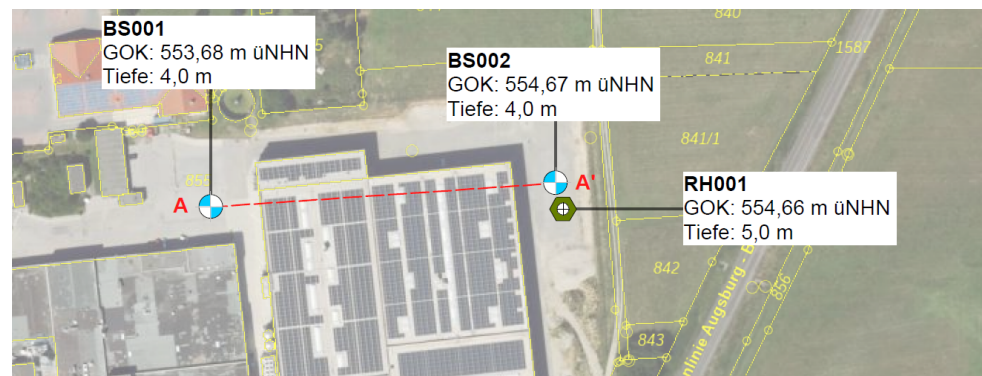 BS001
GOK: 553,68 m üNHN
Tiefe: 4,0 m
BS002
GOK: 554,67 m üNHN
Tiefe: 4,0 m
RH001
GOK: 554,66 m üNHN
Tiefe: 5,0 m
A
A'
840
841
1587
841/1
842
843
856